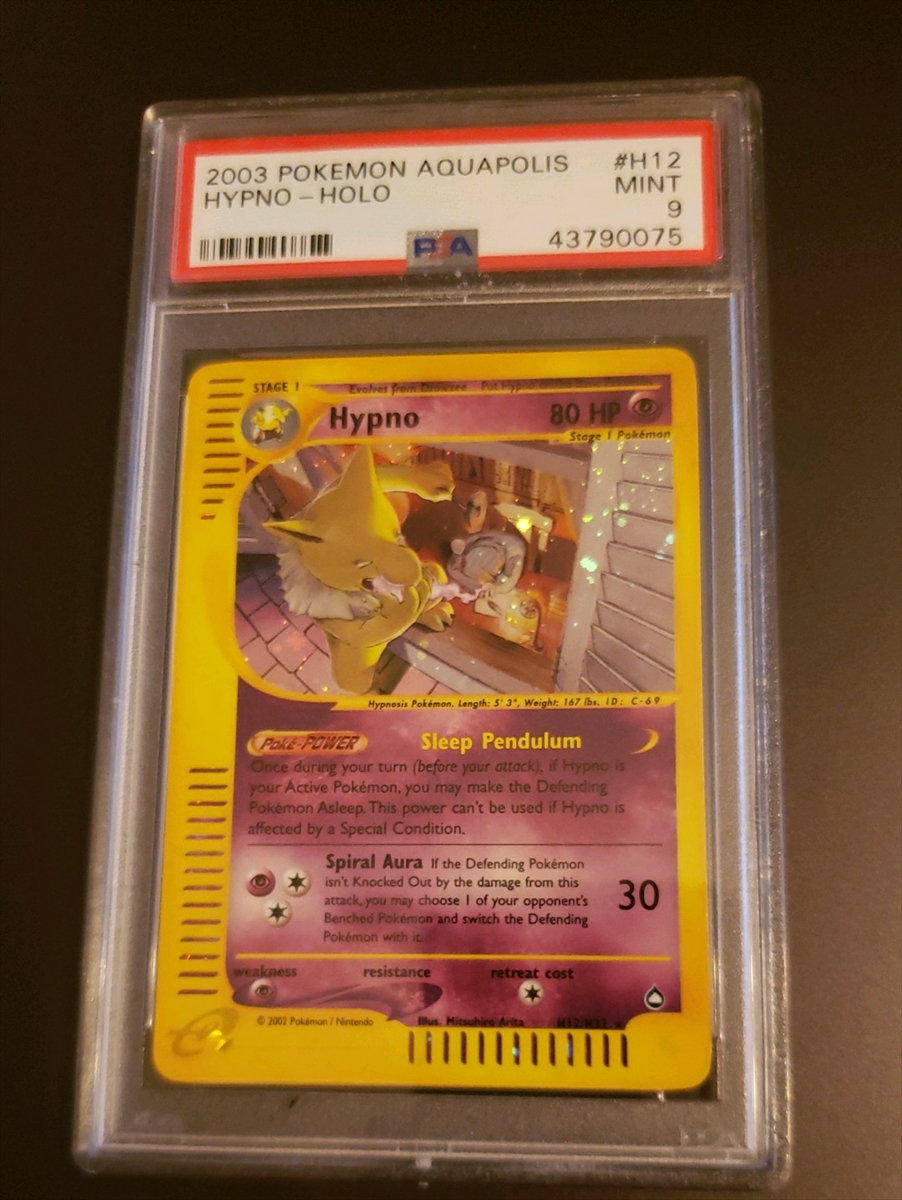 2003 POKEMON AQUAPOLIS #H12
HYPNO – HOLO MINT
9
PSA 43790075
STAGE 1 Evolves from Drowzee Put Hypno on the
Hypno 80 HP
Stage 1 Pokémon
Hypnosis Pokémon. Length: 5' 3", Weight: 167 lbs. ID: C-69
POKé-POWER Sleep Pendulum
Once during your turn (before your attack), if Hypno is
your Active Pokémon, you may make the Defending
Pokémon Asleep. This power can't be used if Hypno is
affected by a Special Condition.
Spiral Aura If the Defending Pokémon
isn't Knocked Out by the damage from this
attack, you may choose 1 of your opponent's
Benched Pokémon and switch the Defending
Pokémon with it.
30
weakness resistance retreat cost
© 2002 Pokémon / Nintendo Illus. Mitsuhiro Arita H12/H32
e